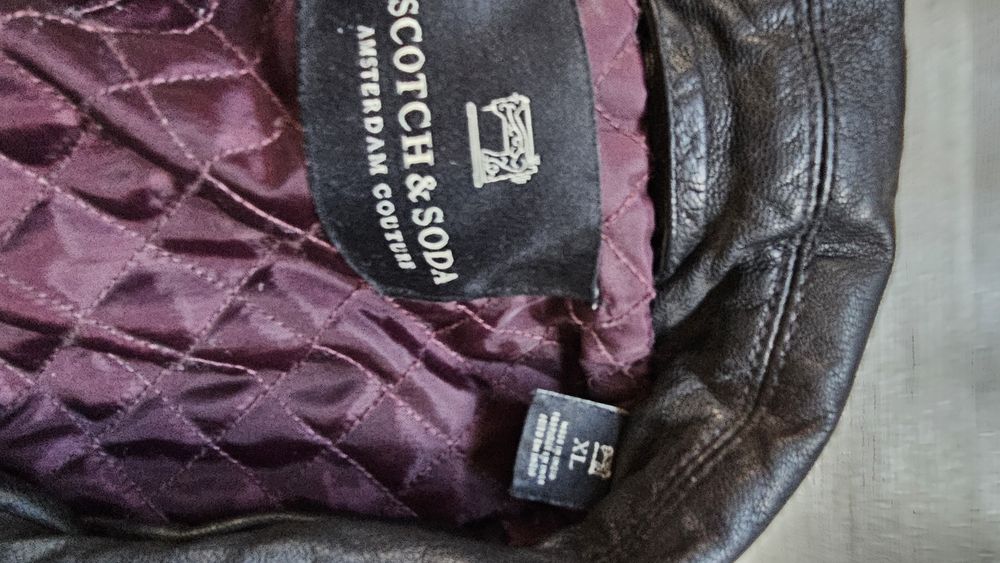 SCOTCH & SODA
AMSTERDAM COUTURE
XL